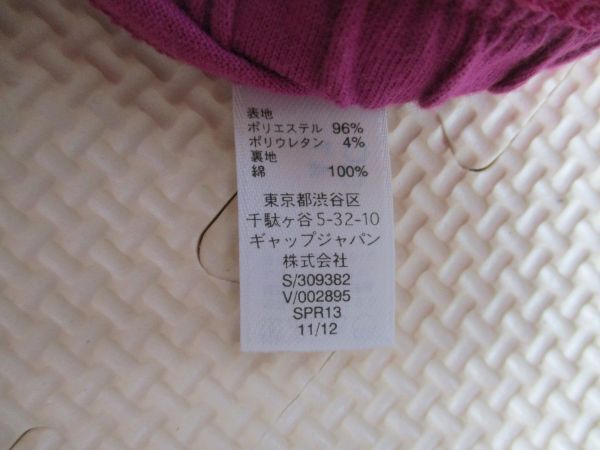 表地
ポリエステル 96%
ポリウレタン 4%
裏地
綿 100%
東京都渋谷区
千駄ヶ谷5-32-10
ギャップジャパン
株式会社
S/309382
V/002895
SPR13
11/12